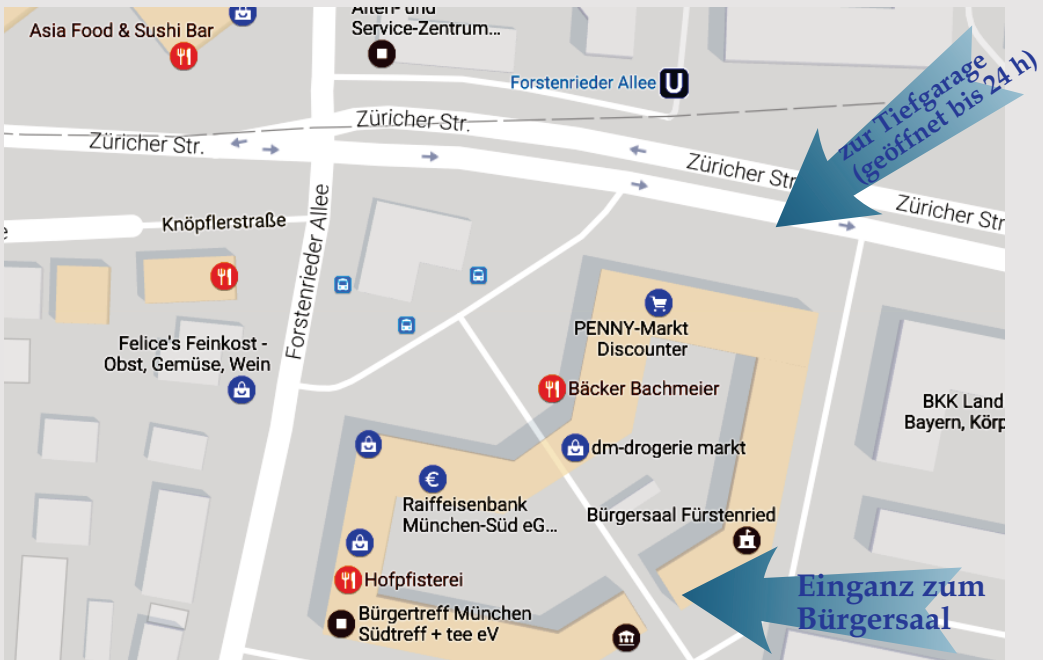 Alten- und
Service-Zentrum...
Asia Food & Sushi Bar
Forstenrieder Allee U
zur Tiefgarage
(geöffnet bis 24 h)
Züricher Str.
Züricher Str.
Züricher Str
Züricher Str
Knöpflerstraße
e
Forstenrieder Allee
PENNY-Markt
Discounter
Felice's Feinkost -
Obst, Gemüse, Wein
Bäcker Bachmeier
BKK Land
Bayern, Körp
dm-drogerie markt
€
Raiffeisenbank
München-Süd eG...
Bürgersaal Fürstenried
Hofpfisterei
Einganz zum
Bürgersaal
Bürgertreff München
Südtreff + tee eV